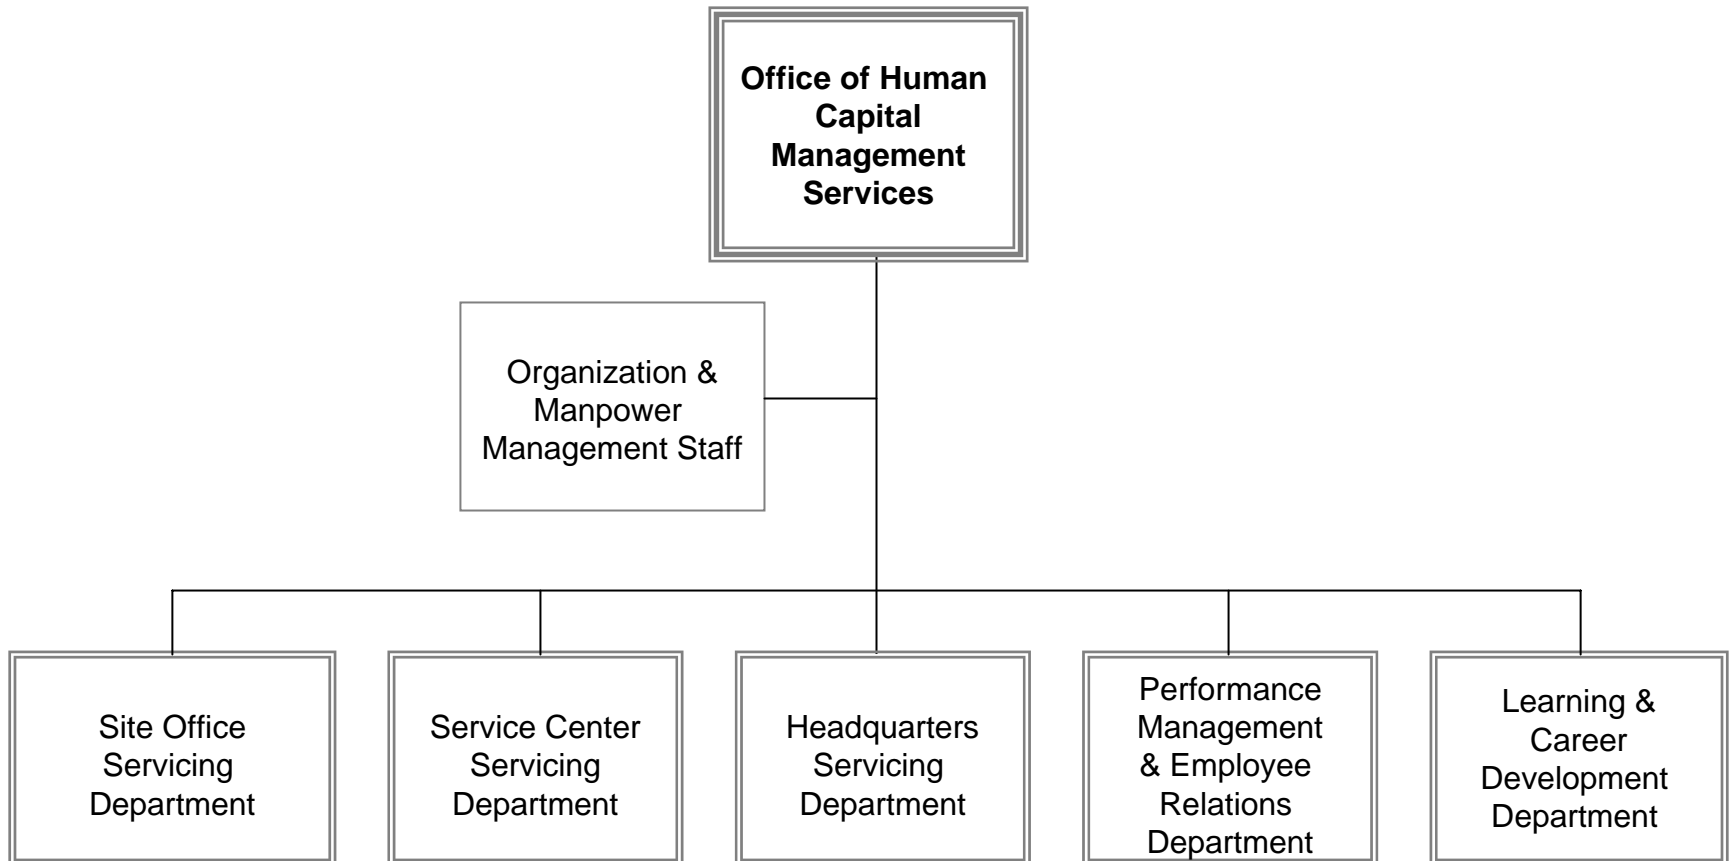 Office of Human
Capital
Management
Services
Organization &
Manpower
Management Staff
Site Office
Servicing
Department
Service Center
Servicing
Department
Headquarters
Servicing
Department
Performance
Management
& Employee
Relations
Department
Learning &
Career
Development
Department